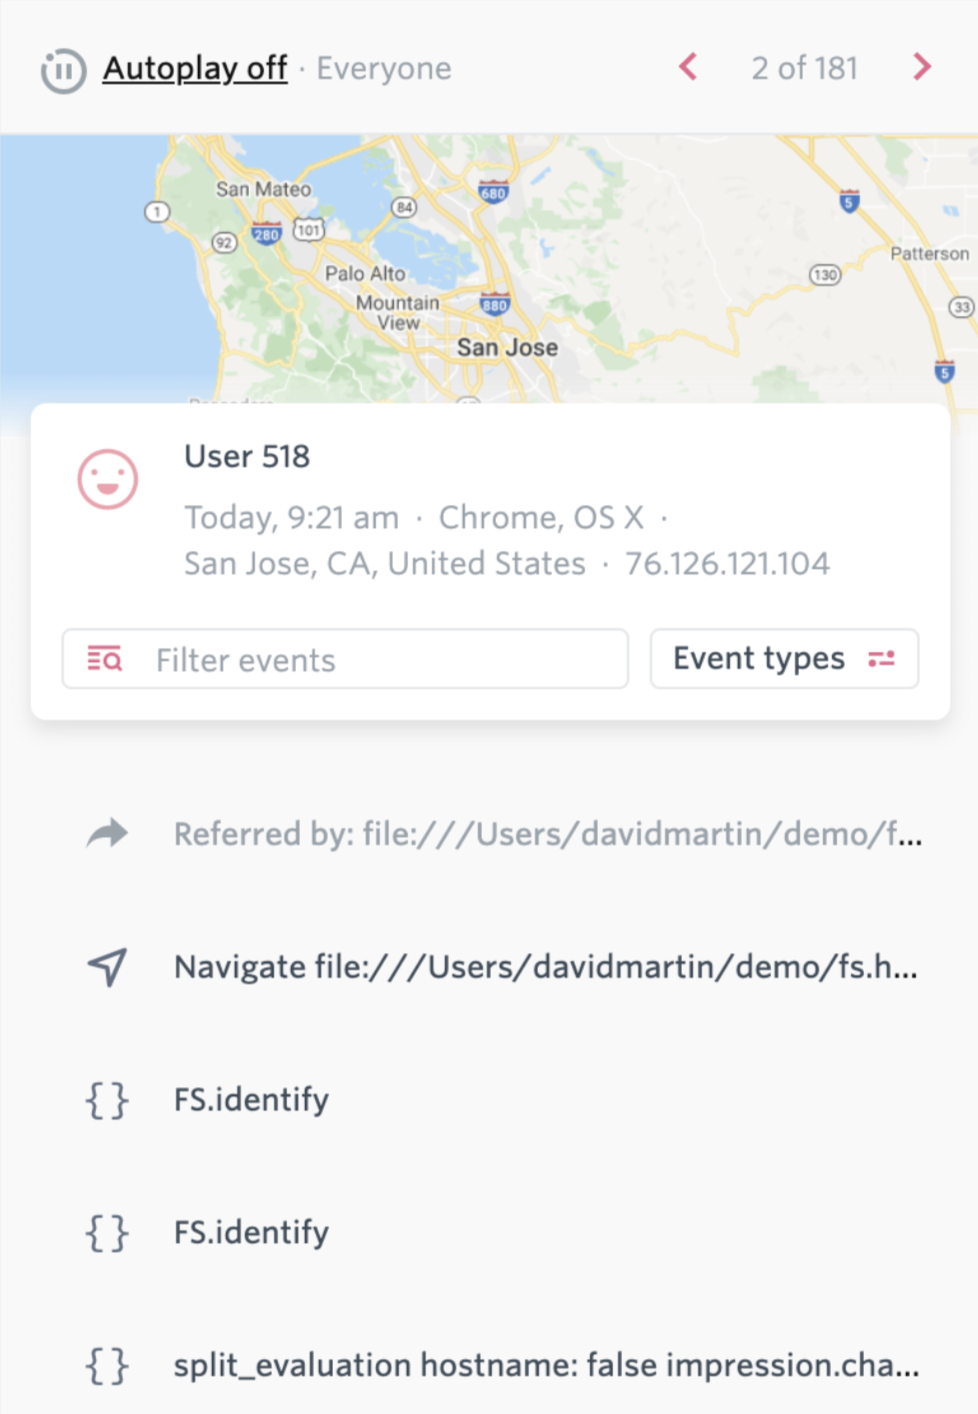 Autoplay off · Everyone
2 of 181
San Mateo
680
84
5
1
92
280
101
Patterson
Palo Alto
130
Mountain
View
880
33
San Jose
5
User 518
Today, 9:21 am · Chrome, OS X ·
San Jose, CA, United States · 76.126.121.104
Filter events
Event types
Referred by: file:///Users/davidmartin/demo/f...
Navigate file:///Users/davidmartin/demo/fs.h...
{} FS.identify
{} FS.identify
{} split_evaluation hostname: false impression.cha...